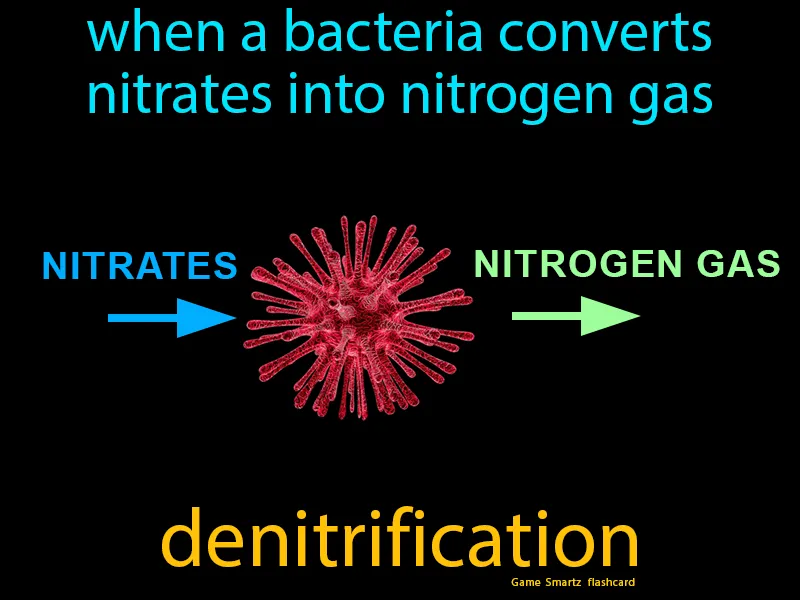 when a bacteria converts
nitrates into nitrogen gas
NITRATES
NITROGEN GAS
denitrification
Game Smartz flashcard